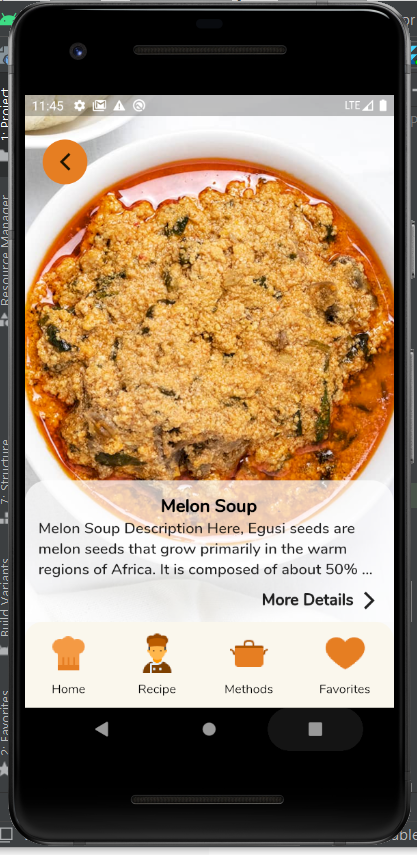 11:45
LTE
Melon Soup
Melon Soup Description Here, Egusi seeds are
melon seeds that grow primarily in the warm
regions of Africa. It is composed of about 50% ...
More Details
Home
Recipe
Methods
Favorites
1: Project
Resource Manager
7: Structure
Build Variants
2: Favorites